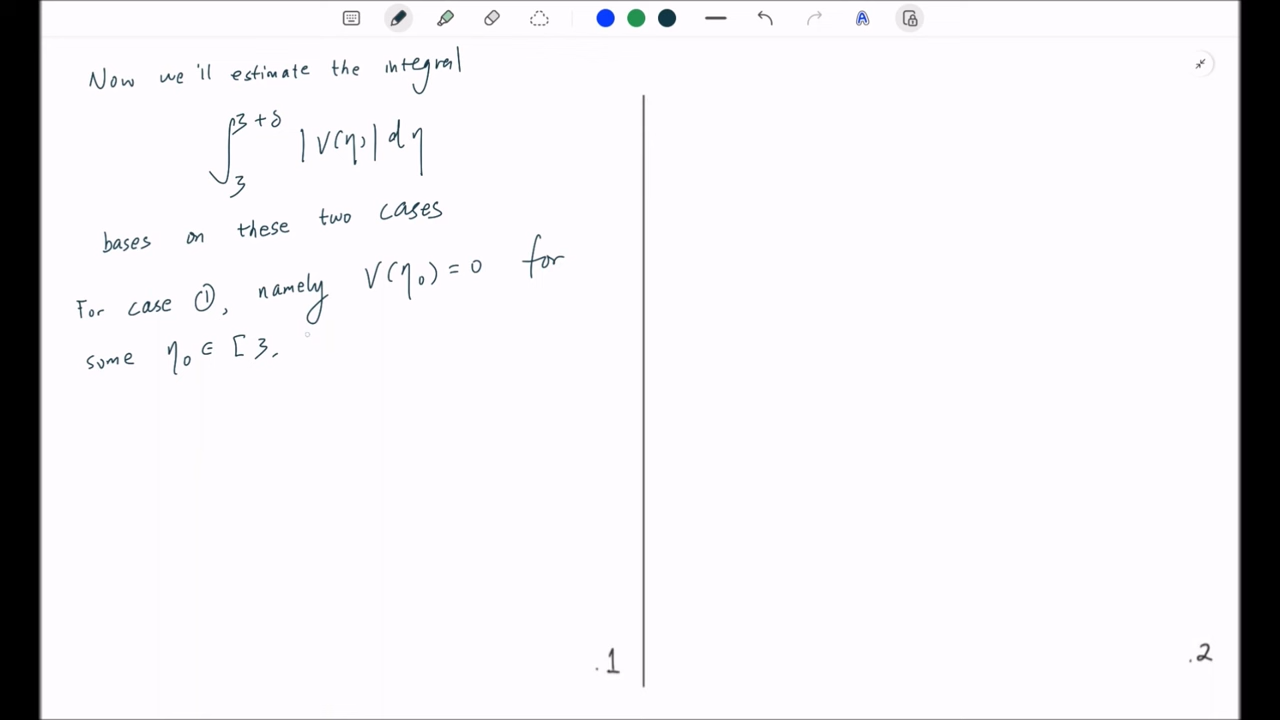 Now we'll estimate the integral
∫_3^{3+δ} |V(η)| dη
bases on these two cases
For case ①, namely V(η₀) = 0 for
some η₀ ∈ [3,
.1
.2